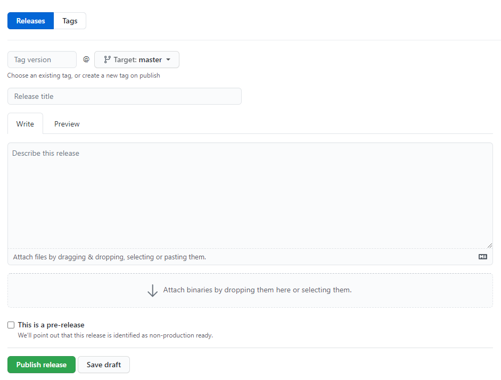 Releases Tags
Tag version @ Target: master
Choose an existing tag, or create a new tag on publish
Release title
Write Preview
Describe this release
Attach files by dragging & dropping, selecting or pasting them.
Attach binaries by dropping them here or selecting them.
This is a pre-release
We'll point out that this release is identified as non-production ready.
Publish release Save draft